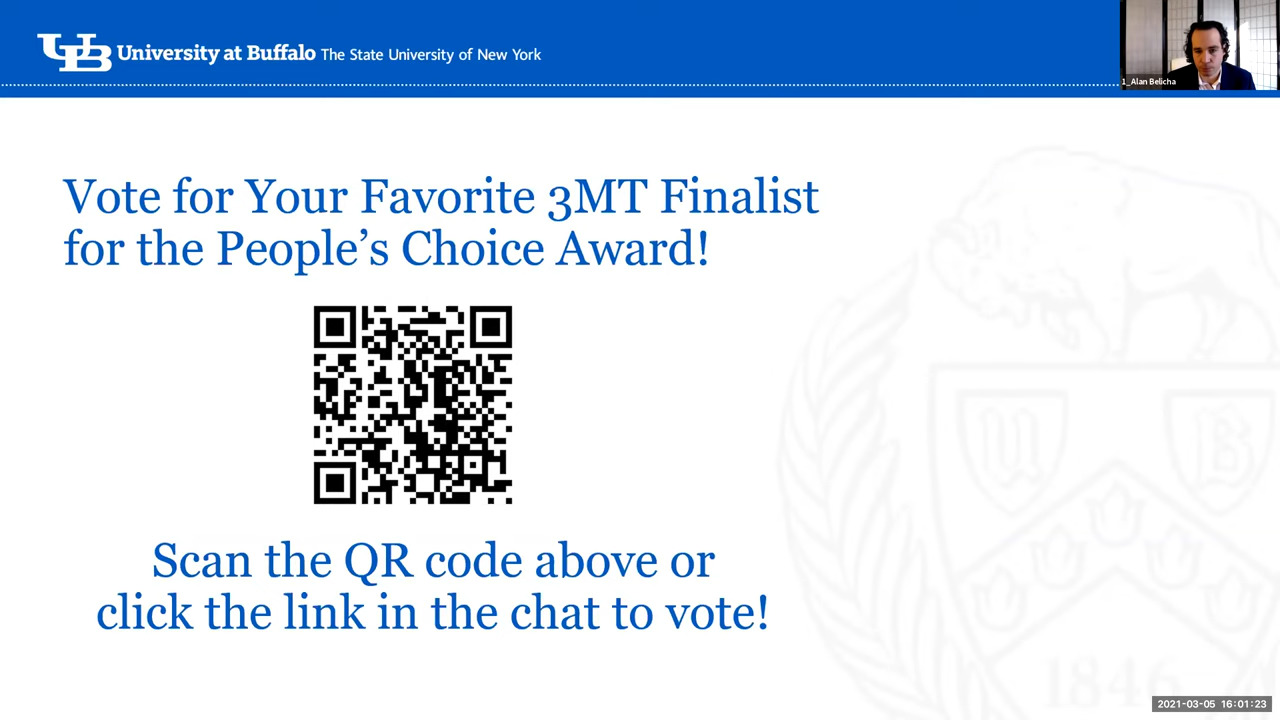 UB University at Buffalo The State University of New York
1_Alan Belicha
Vote for Your Favorite 3MT Finalist
for the People's Choice Award!
Scan the QR code above or
click the link in the chat to vote!
U B
1846
2021-03-05 16:01:23